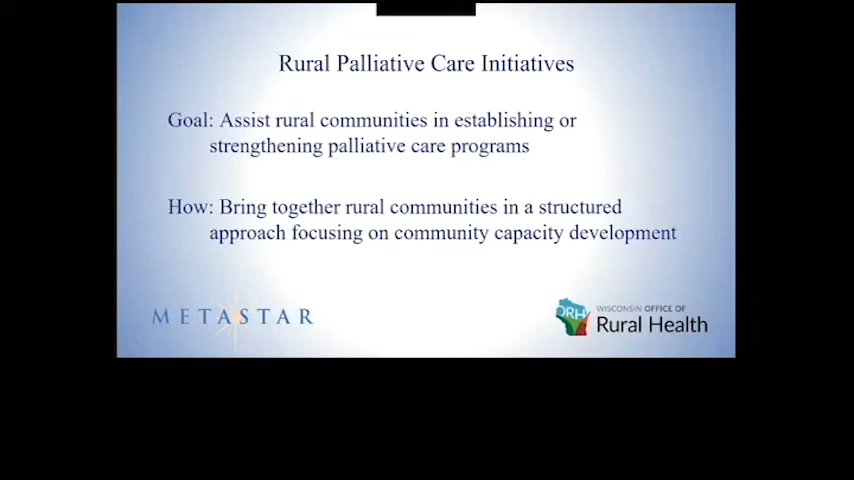 Rural Palliative Care Initiatives
Goal: Assist rural communities in establishing or
strengthening palliative care programs
How: Bring together rural communities in a structured
approach focusing on community capacity development
METASTAR
ORH
WISCONSIN OFFICE OF
Rural Health